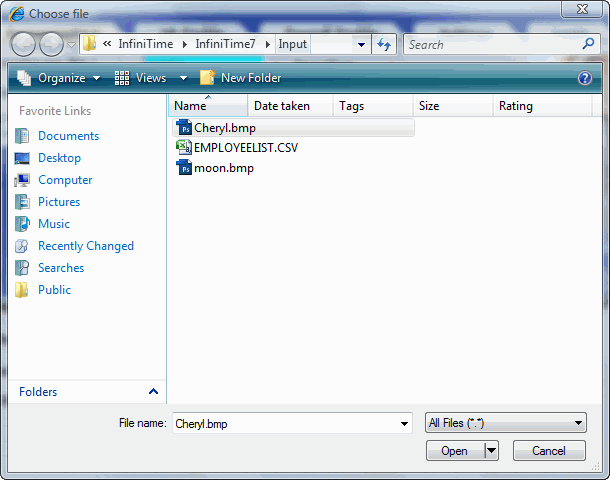 Choose file
« InfiniTime InfiniTime7 Input Search
Organize Views New Folder
Favorite Links
Documents
Desktop
Computer
Pictures
Music
Recently Changed
Searches
Public
Folders
Name Date taken Tags Size Rating
Cheryl.bmp
EMPLOYEELIST.CSV
moon.bmp
File name: Cheryl.bmp All Files (*.*)
Open Cancel